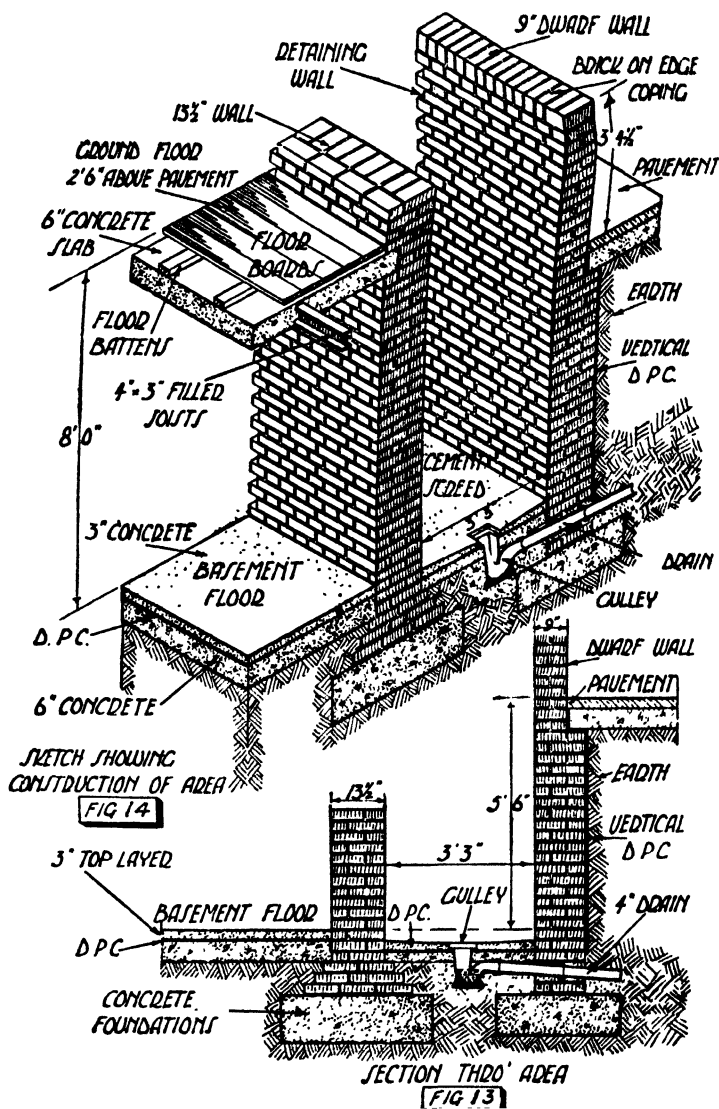 9" DWARF WALL
RETAINING
WALL
BRICK ON EDGE
COPING
13½" WALL
3' 4½"
GROUND FLOOR
2'6" ABOVE PAVEMENT
PAVEMENT
6" CONCRETE
SLAB
FLOOR
BOARDS
EARTH
FLOOR
BATTENS
VERTICAL
D.P.C.
4" × 3" FILLER
JOISTS
8' 0"
CEMENT
SCREED
3" CONCRETE
3' 3"
BASEMENT
FLOOR
DRAIN
GULLEY
D.P.C.
6" CONCRETE
SKETCH SHOWING
CONSTRUCTION OF AREA
FIG 14
9"
DWARF WALL
PAVEMENT
EARTH
5' 6"
13½"
VERTICAL
D P C
3" TOP LAYER
3' 3"
GULLEY
4" DRAIN
BASEMENT FLOOR
D.P.C.
D P C
CONCRETE
FOUNDATIONS
SECTION THRO' AREA
FIG 13